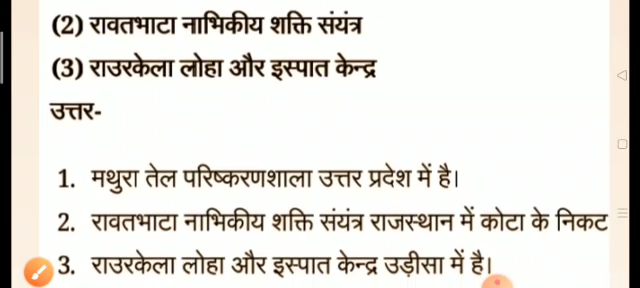 (2) रावतभाटा नाभिकीय शक्ति संयंत्र
(3) राउरकेला लोहा और इस्पात केन्द्र
उत्तर-
1. मथुरा तेल परिष्करणशाला उत्तर प्रदेश में है।
2. रावतभाटा नाभिकीय शक्ति संयंत्र राजस्थान में कोटा के निकट
3. राउरकेला लोहा और इस्पात केन्द्र उड़ीसा में है।